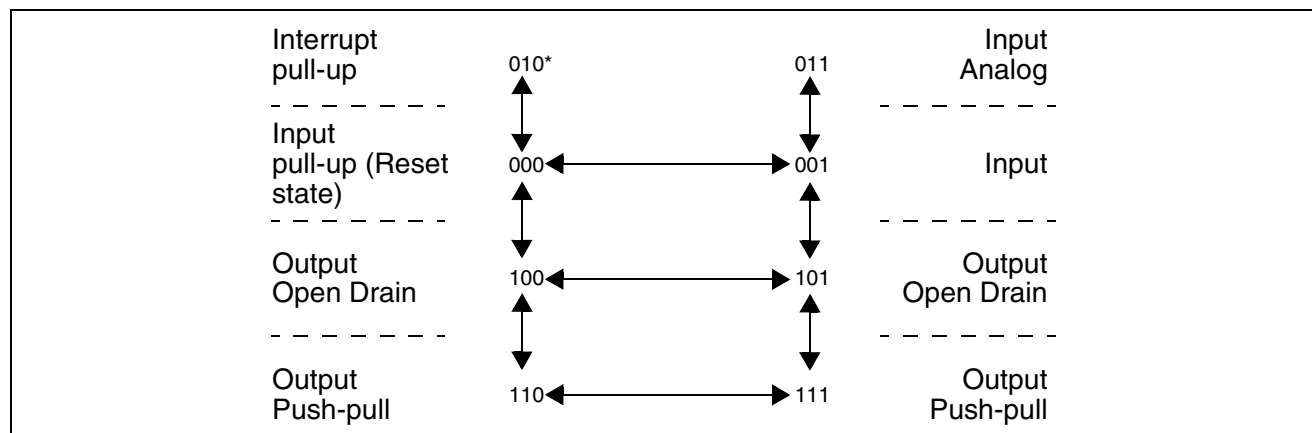 Interrupt
pull-up
010*
011
Input
Analog
Input
pull-up (Reset
state)
000
001
Input
Output
Open Drain
100
101
Output
Open Drain
Output
Push-pull
110
111
Output
Push-pull